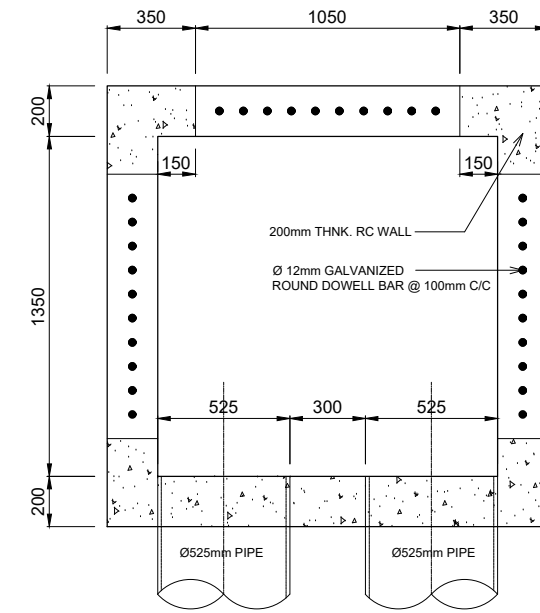 350 1050 350
200
150 150
200mm THNK. RC WALL
Ø 12mm GALVANIZED
ROUND DOWELL BAR @ 100mm C/C
1350
525 300 525
200
Ø525mm PIPE Ø525mm PIPE